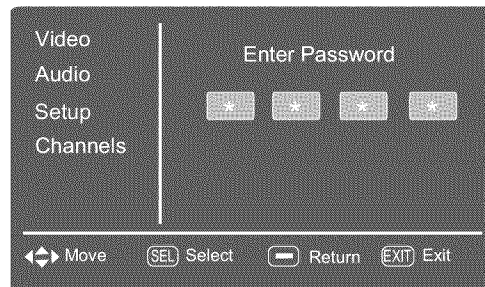 Video
Audio
Setup
Channels
Enter Password
* * * *
Move SEL Select Return EXIT Exit